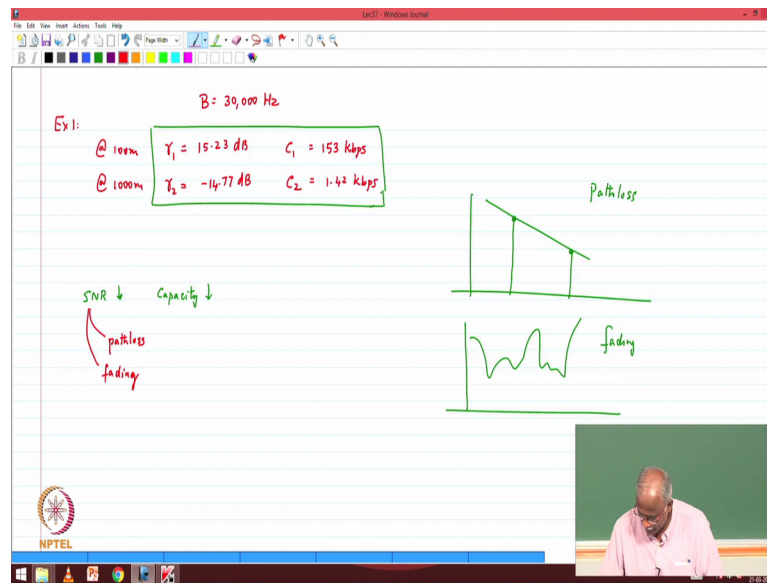 Lec37 - Windows Journal
File Edit View Insert Actions Tools Help
Page Width
B I
B = 30,000 Hz
Ex1:
@ 100m γ₁ = 15.23 dB C₁ = 153 kbps
@ 1000m γ₂ = -14.77 dB C₂ = 1.42 kbps
Pathloss
SNR ↓ Capacity ↓
pathloss
fading
fading
NPTEL